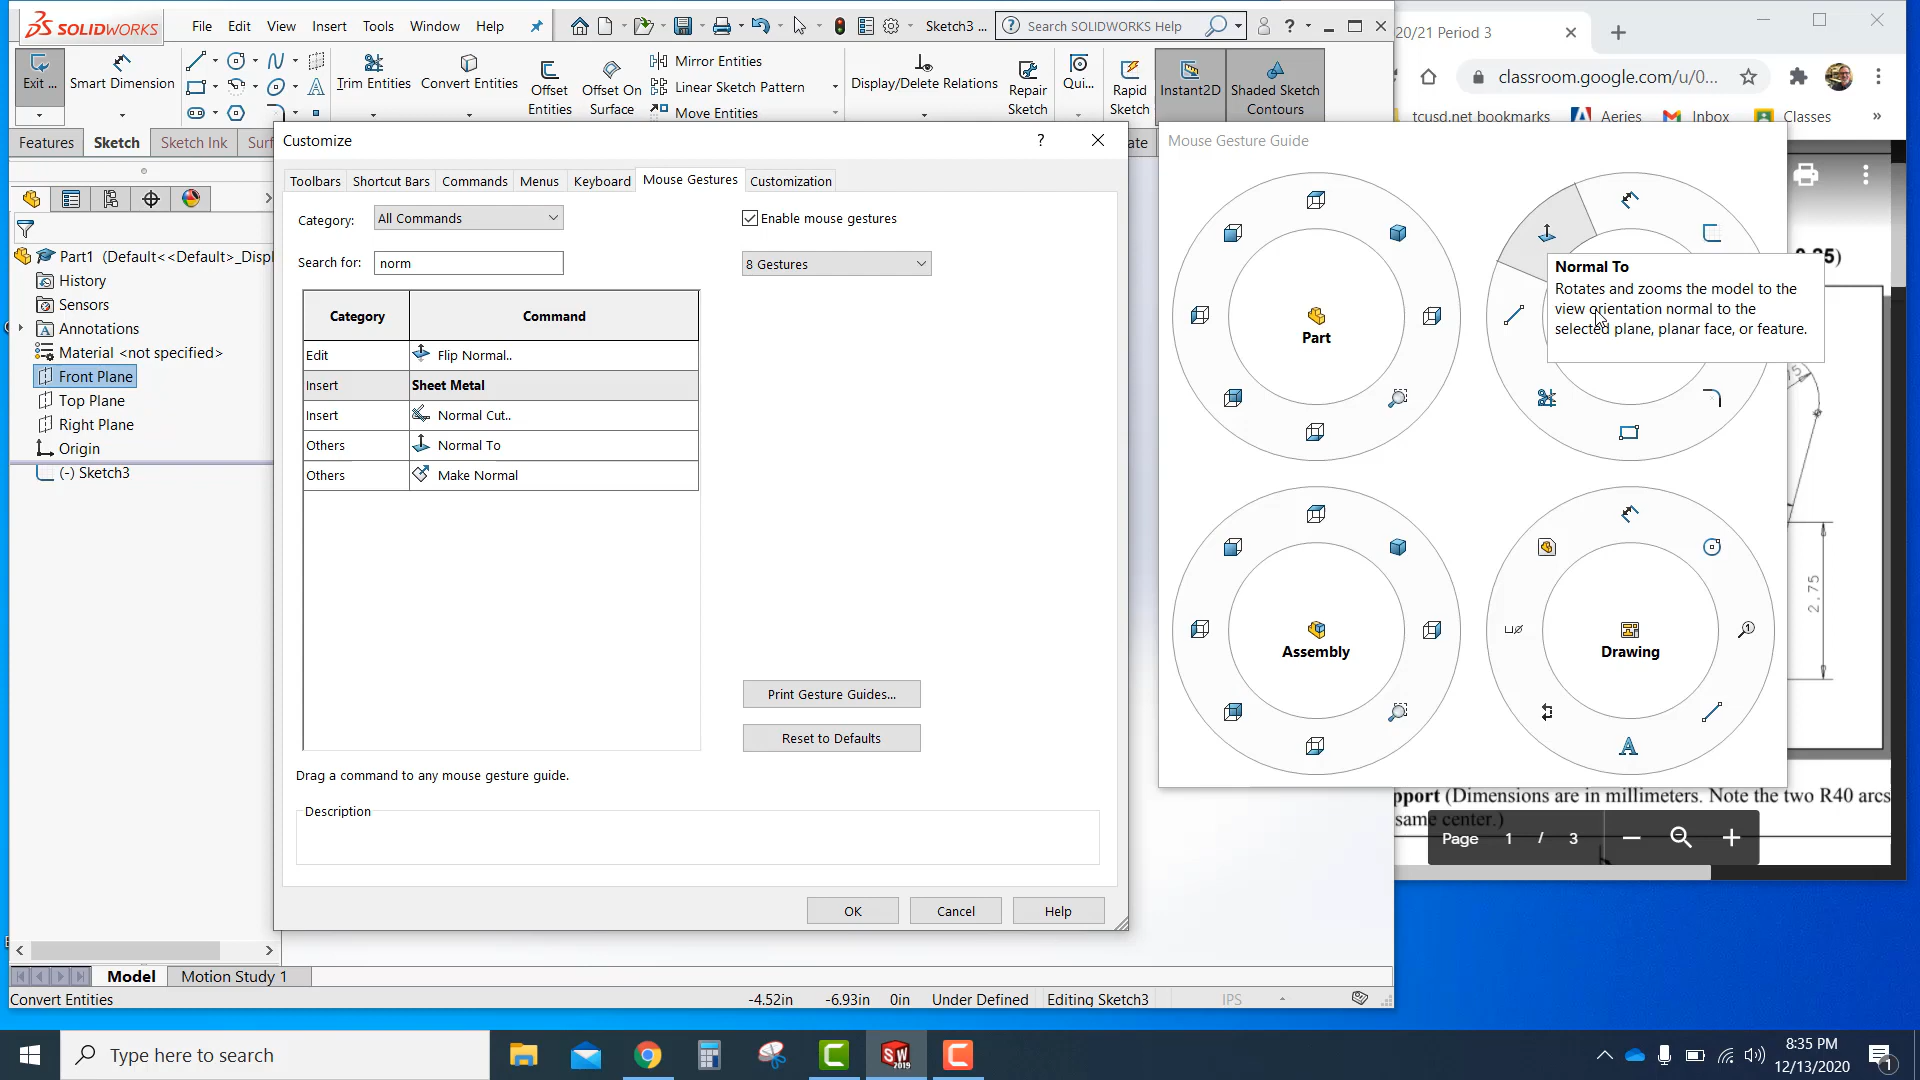 SOLIDWORKS
File Edit View Insert Tools Window Help
Sketch3 ...
Search SOLIDWORKS Help
Exit ...
Smart Dimension
Trim Entities
Convert Entities
Offset Entities
Offset On Surface
Mirror Entities
Linear Sketch Pattern
Move Entities
Display/Delete Relations
Repair Sketch
Qui...
Rapid Sketch
Instant2D
Shaded Sketch Contours
Features Sketch Sketch Ink Surf
ate
20/21 Period 3
classroom.google.com/u/0...
tcusd.net bookmarks Aeries Inbox Classes »
Part1 (Default<<Default>_Displ
History
Sensors
Annotations
Material <not specified>
Front Plane
Top Plane
Right Plane
Origin
(-) Sketch3
Customize
?
Toolbars Shortcut Bars Commands Menus Keyboard Mouse Gestures Customization
Category: All Commands
Enable mouse gestures
Search for: norm
8 Gestures
Category Command
Edit Flip Normal..
Insert Sheet Metal
Insert Normal Cut..
Others Normal To
Others Make Normal
Print Gesture Guides...
Reset to Defaults
Drag a command to any mouse gesture guide.
Description
OK Cancel Help
Mouse Gesture Guide
Part
Normal To
Rotates and zooms the model to the
view orientation normal to the
selected plane, planar face, or feature.
Assembly
Drawing
2.75
pport (Dimensions are in millimeters. Note the two R40 arcs
same center.)
Page 1 / 3
Model Motion Study 1
Convert Entities
-4.52in -6.93in 0in Under Defined Editing Sketch3 IPS
Type here to search
SW
2019
8:35 PM
12/13/2020
1